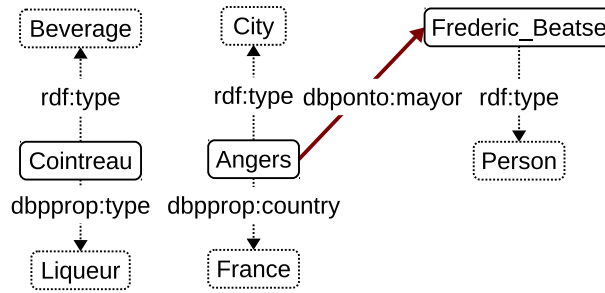 Beverage
City
Frederic_Beatse
rdf:type
rdf:type
dbponto:mayor
rdf:type
Cointreau
Angers
Person
dbpprop:type
dbpprop:country
Liqueur
France